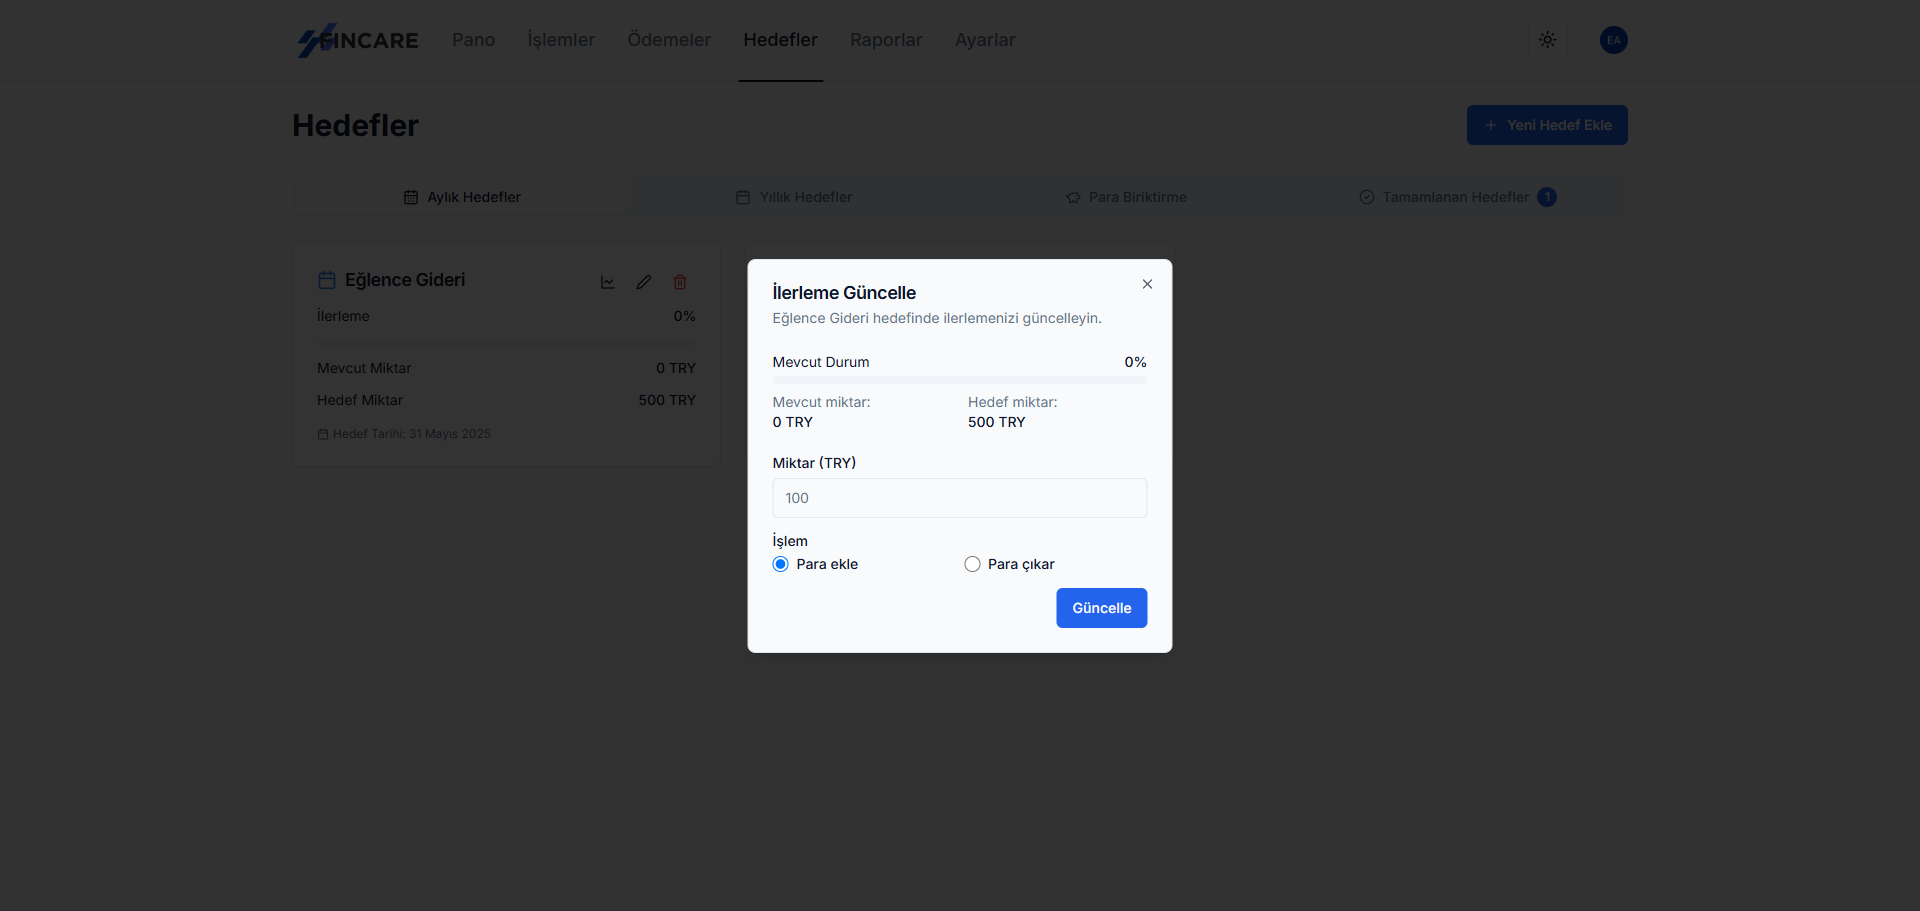 FINCARE
Pano
İşlemler
Ödemeler
Hedefler
Raporlar
Ayarlar
EA
Hedefler
+ Yeni Hedef Ekle
Aylık Hedefler
Yıllık Hedefler
Para Biriktirme
Tamamlanan Hedefler 1
Eğlence Gideri
İlerleme 0%
Mevcut Miktar 0 TRY
Hedef Miktar 500 TRY
Hedef Tarihi: 31 Mayıs 2025
İlerleme Güncelle
Eğlence Gideri hedefinde ilerlemenizi güncelleyin.
Mevcut Durum 0%
Mevcut miktar: Hedef miktar:
0 TRY 500 TRY
Miktar (TRY)
100
İşlem
Para ekle Para çıkar
Güncelle